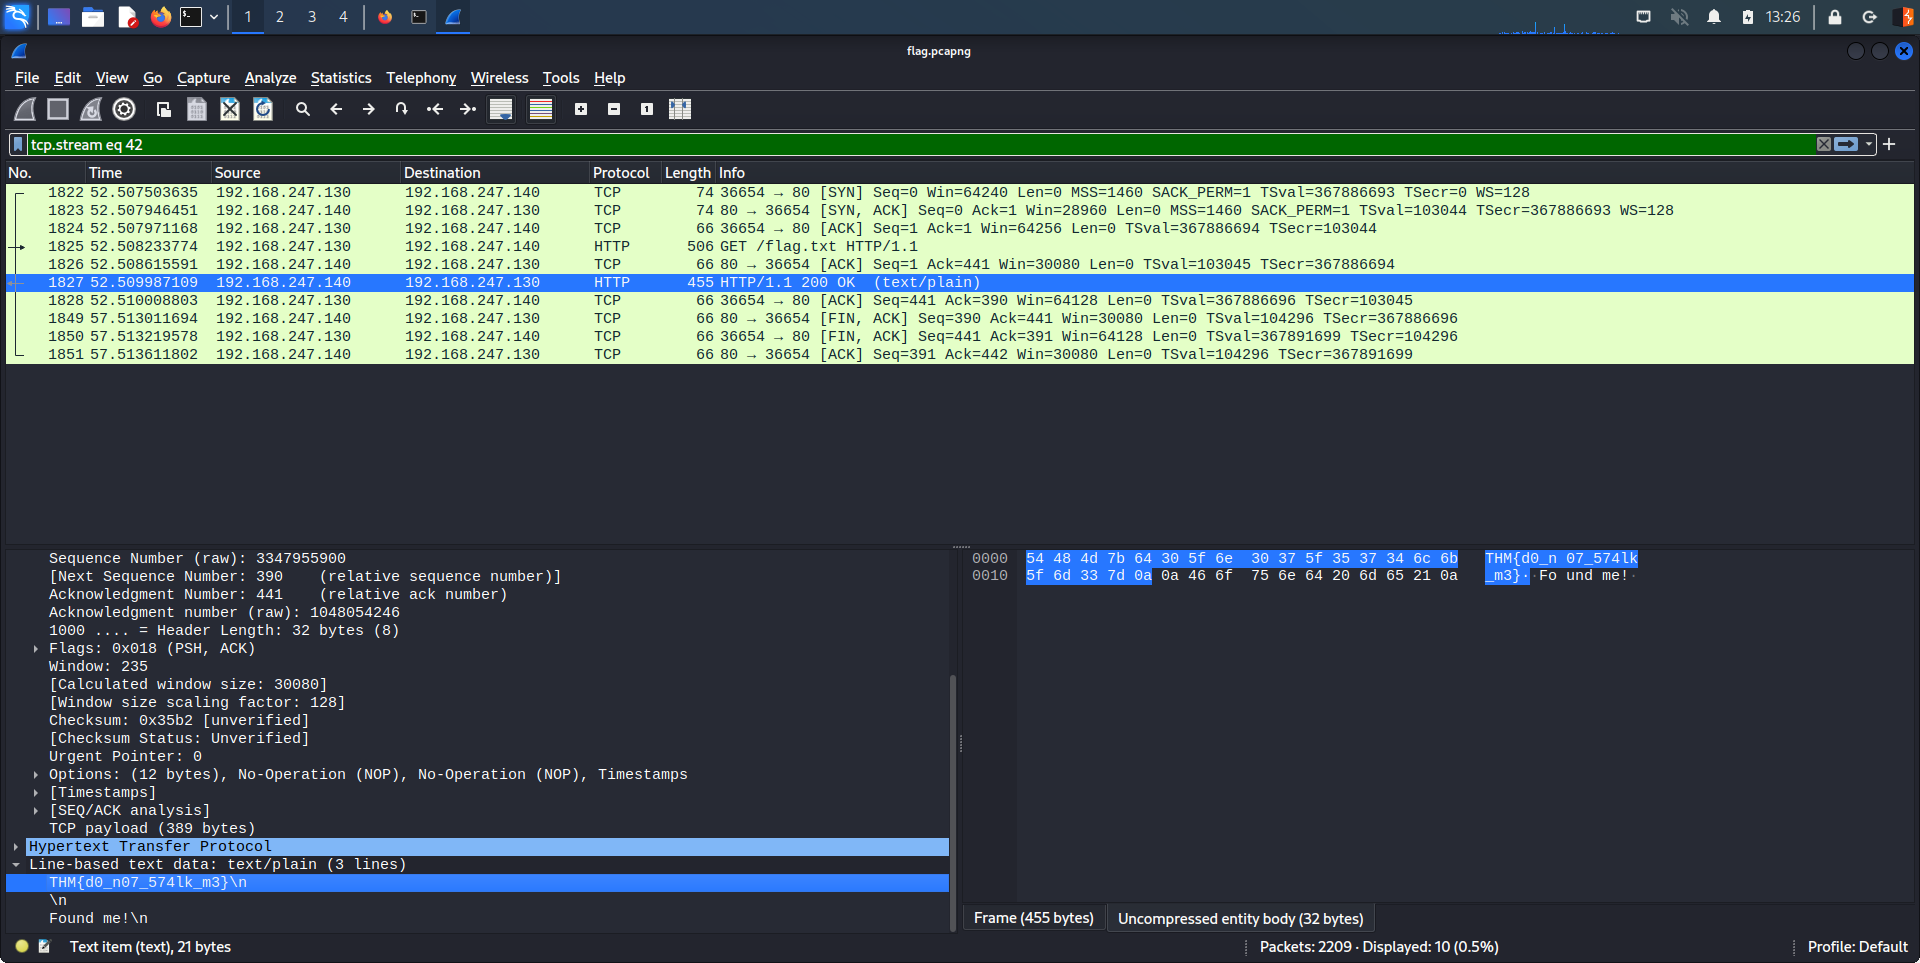 1 2 3 4 13:26
flag.pcapng
File Edit View Go Capture Analyze Statistics Telephony Wireless Tools Help
tcp.stream eq 42
No. Time Source Destination Protocol Length Info
1822 52.507503635 192.168.247.130 192.168.247.140 TCP 74 36654 → 80 [SYN] Seq=0 Win=64240 Len=0 MSS=1460 SACK_PERM=1 TSval=367886693 TSecr=0 WS=128
1823 52.507946451 192.168.247.140 192.168.247.130 TCP 74 80 → 36654 [SYN, ACK] Seq=0 Ack=1 Win=28960 Len=0 MSS=1460 SACK_PERM=1 TSval=103044 TSecr=367886693 WS=128
1824 52.507971168 192.168.247.130 192.168.247.140 TCP 66 36654 → 80 [ACK] Seq=1 Ack=1 Win=64256 Len=0 TSval=367886694 TSecr=103044
1825 52.508233774 192.168.247.130 192.168.247.140 HTTP 506 GET /flag.txt HTTP/1.1
1826 52.508615591 192.168.247.140 192.168.247.130 TCP 66 80 → 36654 [ACK] Seq=1 Ack=441 Win=30080 Len=0 TSval=103045 TSecr=367886694
1827 52.509987109 192.168.247.140 192.168.247.130 HTTP 455 HTTP/1.1 200 OK (text/plain)
1828 52.510008803 192.168.247.130 192.168.247.140 TCP 66 36654 → 80 [ACK] Seq=441 Ack=390 Win=64128 Len=0 TSval=367886696 TSecr=103045
1849 57.513011694 192.168.247.140 192.168.247.130 TCP 66 80 → 36654 [FIN, ACK] Seq=390 Ack=441 Win=30080 Len=0 TSval=104296 TSecr=367886696
1850 57.513219578 192.168.247.130 192.168.247.140 TCP 66 36654 → 80 [FIN, ACK] Seq=441 Ack=391 Win=64128 Len=0 TSval=367891699 TSecr=104296
1851 57.513611802 192.168.247.140 192.168.247.130 TCP 66 80 → 36654 [ACK] Seq=391 Ack=442 Win=30080 Len=0 TSval=104296 TSecr=367891699
Sequence Number (raw): 3347955900
[Next Sequence Number: 390 (relative sequence number)]
Acknowledgment Number: 441 (relative ack number)
Acknowledgment number (raw): 1048054246
1000 .... = Header Length: 32 bytes (8)
Flags: 0x018 (PSH, ACK)
Window: 235
[Calculated window size: 30080]
[Window size scaling factor: 128]
Checksum: 0x35b2 [unverified]
[Checksum Status: Unverified]
Urgent Pointer: 0
Options: (12 bytes), No-Operation (NOP), No-Operation (NOP), Timestamps
[Timestamps]
[SEQ/ACK analysis]
TCP payload (389 bytes)
Hypertext Transfer Protocol
Line-based text data: text/plain (3 lines)
THM{d0_n07_574lk_m3}\n
\n
Found me!\n
0000 54 48 4d 7b 64 30 5f 6e 30 37 5f 35 37 34 6c 6b THM{d0_n 07_574lk
0010 5f 6d 33 7d 0a 0a 46 6f 75 6e 64 20 6d 65 21 0a _m3}··Fo und me!·
Frame (455 bytes) Uncompressed entity body (32 bytes)
Text item (text), 21 bytes Packets: 2209 · Displayed: 10 (0.5%) Profile: Default